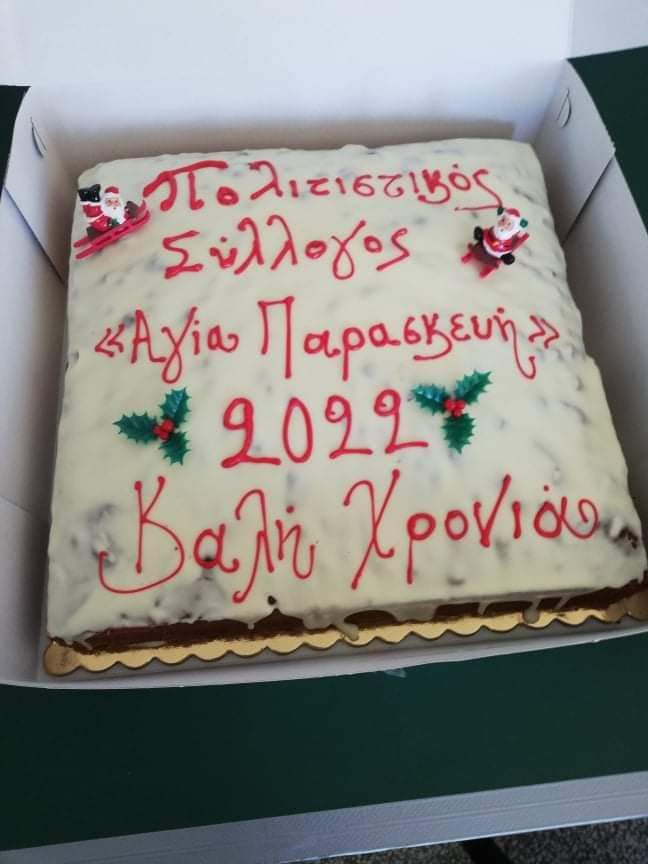 Πολιτιστικός
Σύλλογος
«Αγία Παρασκευή»
2022
Καλή Χρονιά